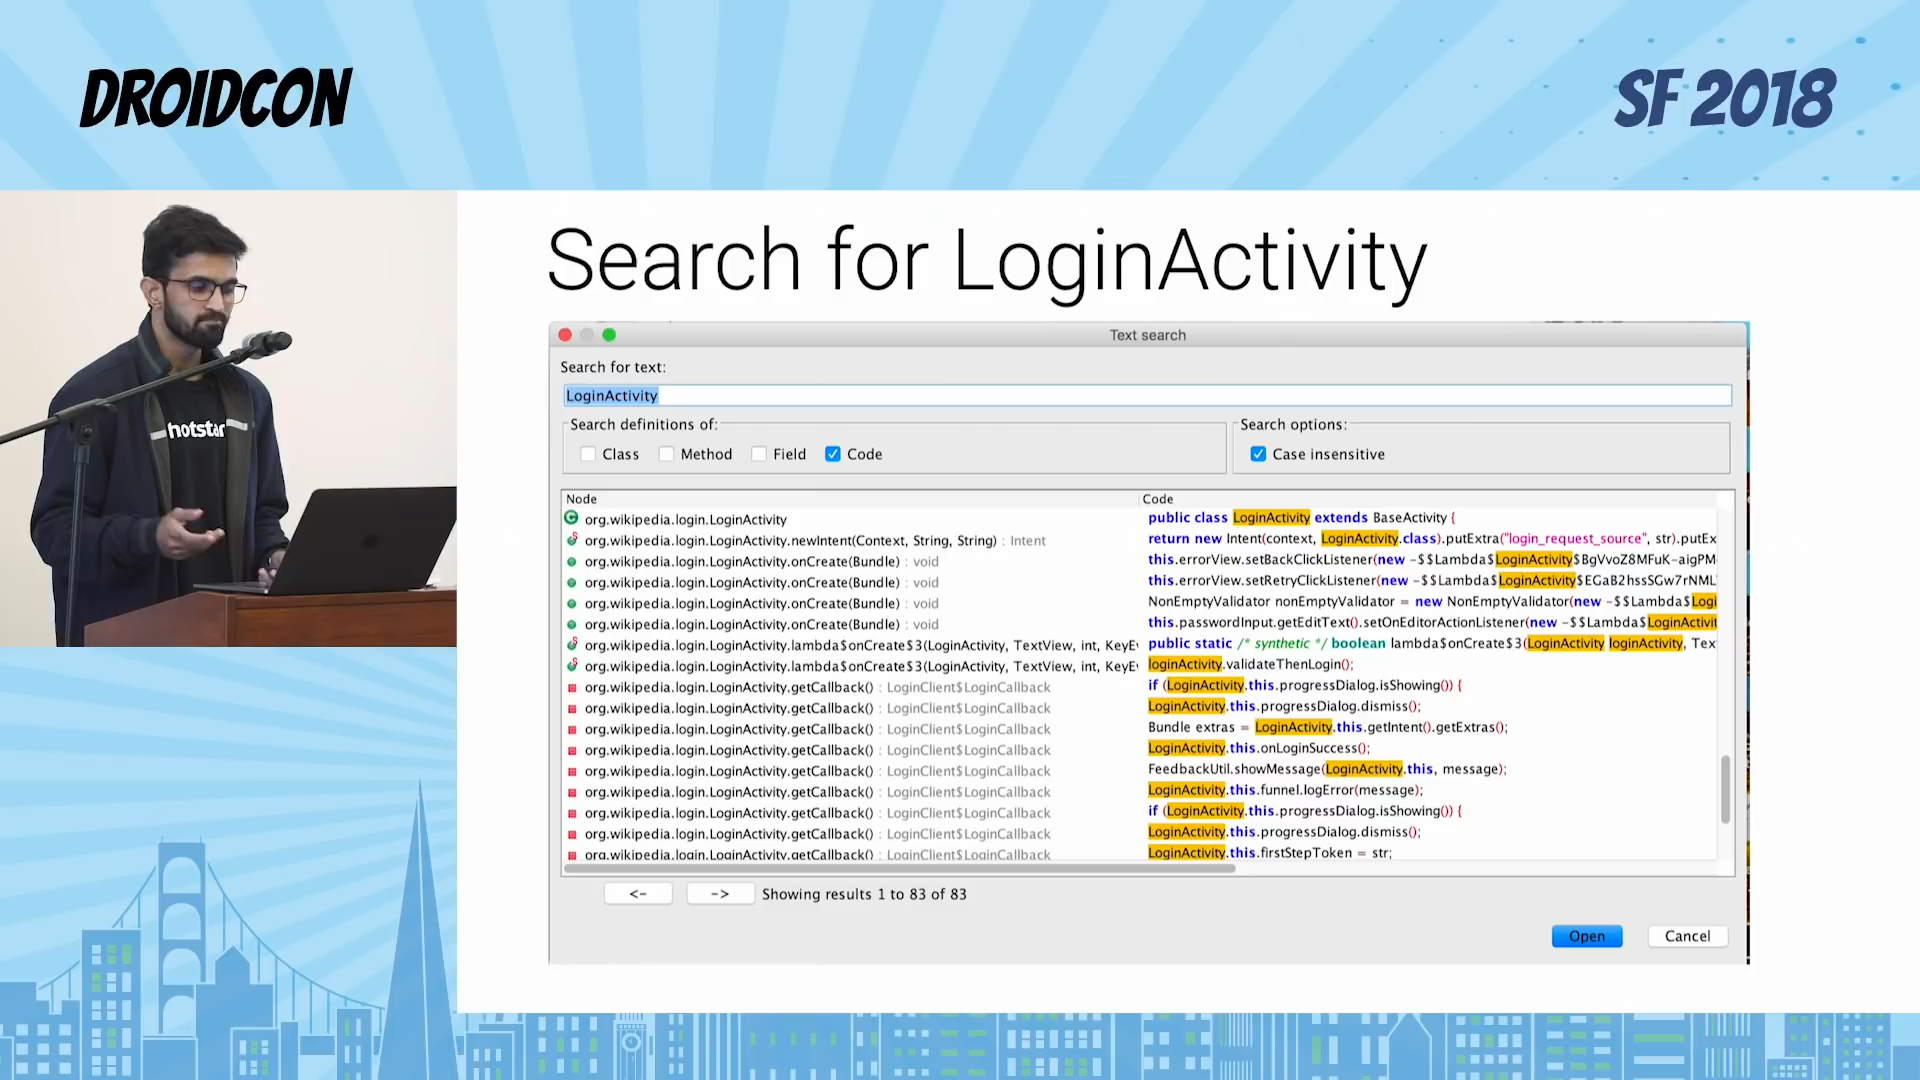 DROIDCON
SF 2018
hotstar
Search for LoginActivity
Text search
Search for text:
LoginActivity
Search definitions of:
Search options:
Class Method Field Code
Case insensitive
Node Code
org.wikipedia.login.LoginActivity public class LoginActivity extends BaseActivity {
org.wikipedia.login.LoginActivity.newIntent(Context, String, String) : Intent return new Intent(context, LoginActivity.class).putExtra("login_request_source", str).putEx
org.wikipedia.login.LoginActivity.onCreate(Bundle) : void this.errorView.setBackClickListener(new -$$Lambda$LoginActivity$BgVvoZ8MFuK-aigPM
org.wikipedia.login.LoginActivity.onCreate(Bundle) : void this.errorView.setRetryClickListener(new -$$Lambda$LoginActivity$EGaB2hssSGw7rNML
org.wikipedia.login.LoginActivity.onCreate(Bundle) : void NonEmptyValidator nonEmptyValidator = new NonEmptyValidator(new -$$Lambda$Logi
org.wikipedia.login.LoginActivity.onCreate(Bundle) : void this.passwordInput.getEditText().setOnEditorActionListener(new -$$Lambda$LoginActivit
org.wikipedia.login.LoginActivity.lambda$onCreate$3(LoginActivity, TextView, int, KeyEv public static /* synthetic */ boolean lambda$onCreate$3(LoginActivity loginActivity, Tex
org.wikipedia.login.LoginActivity.lambda$onCreate$3(LoginActivity, TextView, int, KeyEv loginActivity.validateThenLogin();
org.wikipedia.login.LoginActivity.getCallback() : LoginClient$LoginCallback if (LoginActivity.this.progressDialog.isShowing()) {
org.wikipedia.login.LoginActivity.getCallback() : LoginClient$LoginCallback LoginActivity.this.progressDialog.dismiss();
org.wikipedia.login.LoginActivity.getCallback() : LoginClient$LoginCallback Bundle extras = LoginActivity.this.getIntent().getExtras();
org.wikipedia.login.LoginActivity.getCallback() : LoginClient$LoginCallback LoginActivity.this.onLoginSuccess();
org.wikipedia.login.LoginActivity.getCallback() : LoginClient$LoginCallback FeedbackUtil.showMessage(LoginActivity.this, message);
org.wikipedia.login.LoginActivity.getCallback() : LoginClient$LoginCallback LoginActivity.this.funnel.logError(message);
org.wikipedia.login.LoginActivity.getCallback() : LoginClient$LoginCallback if (LoginActivity.this.progressDialog.isShowing()) {
org.wikipedia.login.LoginActivity.getCallback() : LoginClient$LoginCallback LoginActivity.this.progressDialog.dismiss();
org.wikipedia.login.LoginActivity.getCallback() : LoginClient$LoginCallback LoginActivity.this.firstStepToken = str;
<- -> Showing results 1 to 83 of 83
Open Cancel